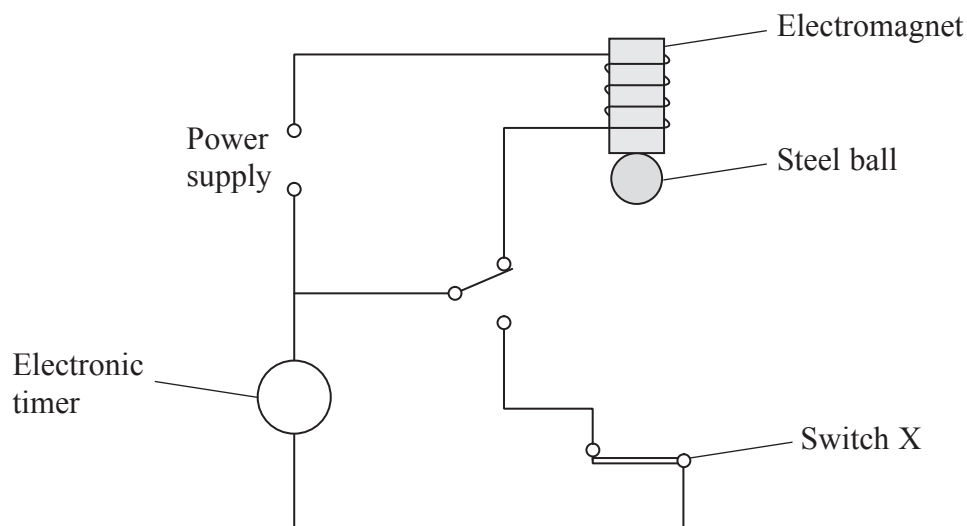 Electromagnet
Power
supply
Steel ball
Electronic
timer
Switch X